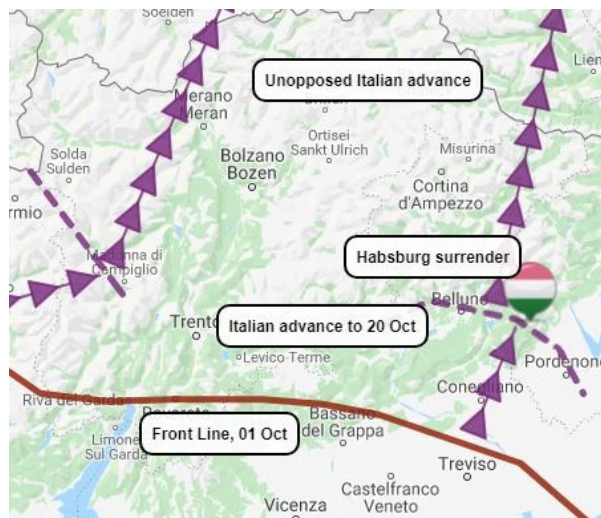 Soelden
Lien
Unopposed Italian advance
Merano
Meran
Ortisei
Sankt Ulrich
Misurina
Solda
Sulden
Bolzano
Bozen
Cortina
d'Ampezzo
ermio
Madonna di
Campiglio
Habsburg surrender
Belluno
Trento
Italian advance to 20 Oct
Levico Terme
Pordenone
Conegliano
Riva del Garda
Rovereto
Bassano
del Grappa
Front Line, 01 Oct
Limone
Sul Garda
Treviso
Castelfranco
Veneto
Vicenza